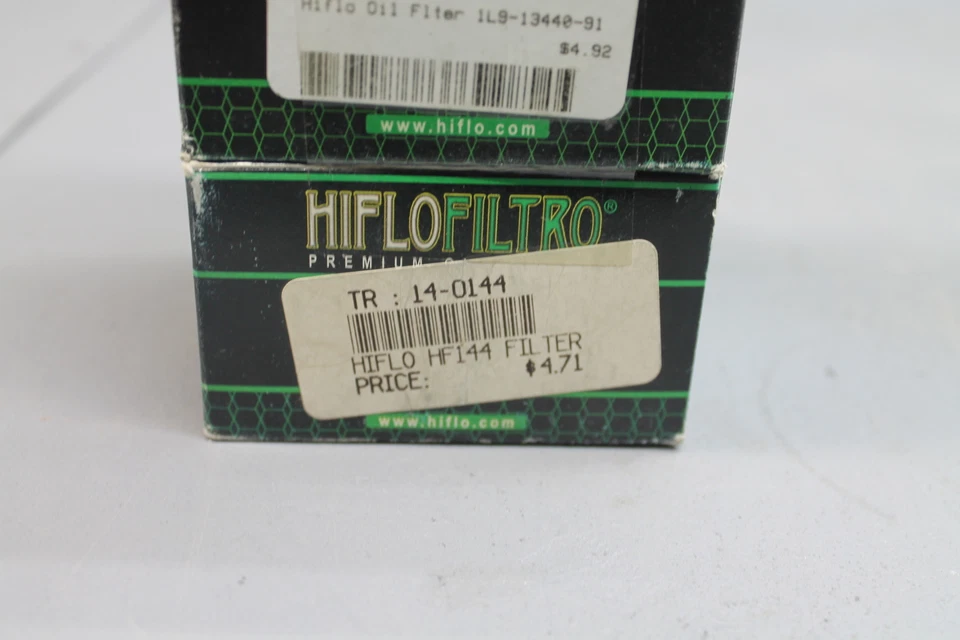 Hiflo Oil Flter 1L9-13440-91
$4.92
www.hiflo.com
HIFLOFILTRO®
PREMIUM
TR : 14-0144
HIFLO HF144 FILTER
PRICE: $4.71
www.hiflo.com